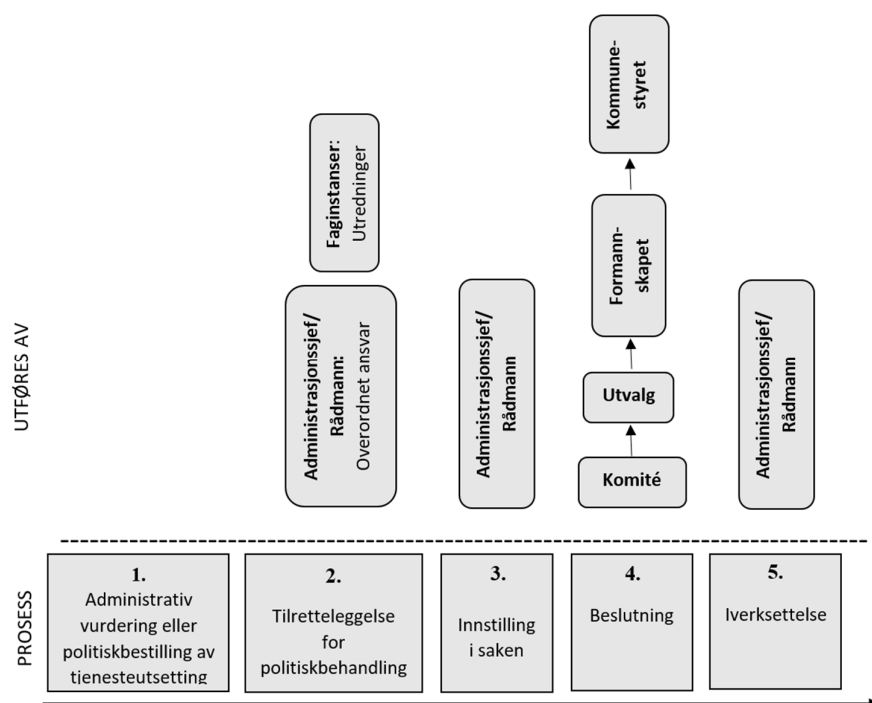 UTFØRES AV
Faginstanser:
Utredninger
Administrasjonssjef/
Rådmann:
Overordnet ansvar
Administrasjonssjef/
Rådmann
Kommune-
styret
Formann-
skapet
Utvalg
Komité
Administrasjonssjef/
Rådmann
PROSESS
1.
Administrativ
vurdering eller
politiskbestilling av
tjenesteutsetting
2.
Tilretteleggelse
for
politiskbehandling
3.
Innstilling
i saken
4.
Beslutning
5.
Iverksettelse